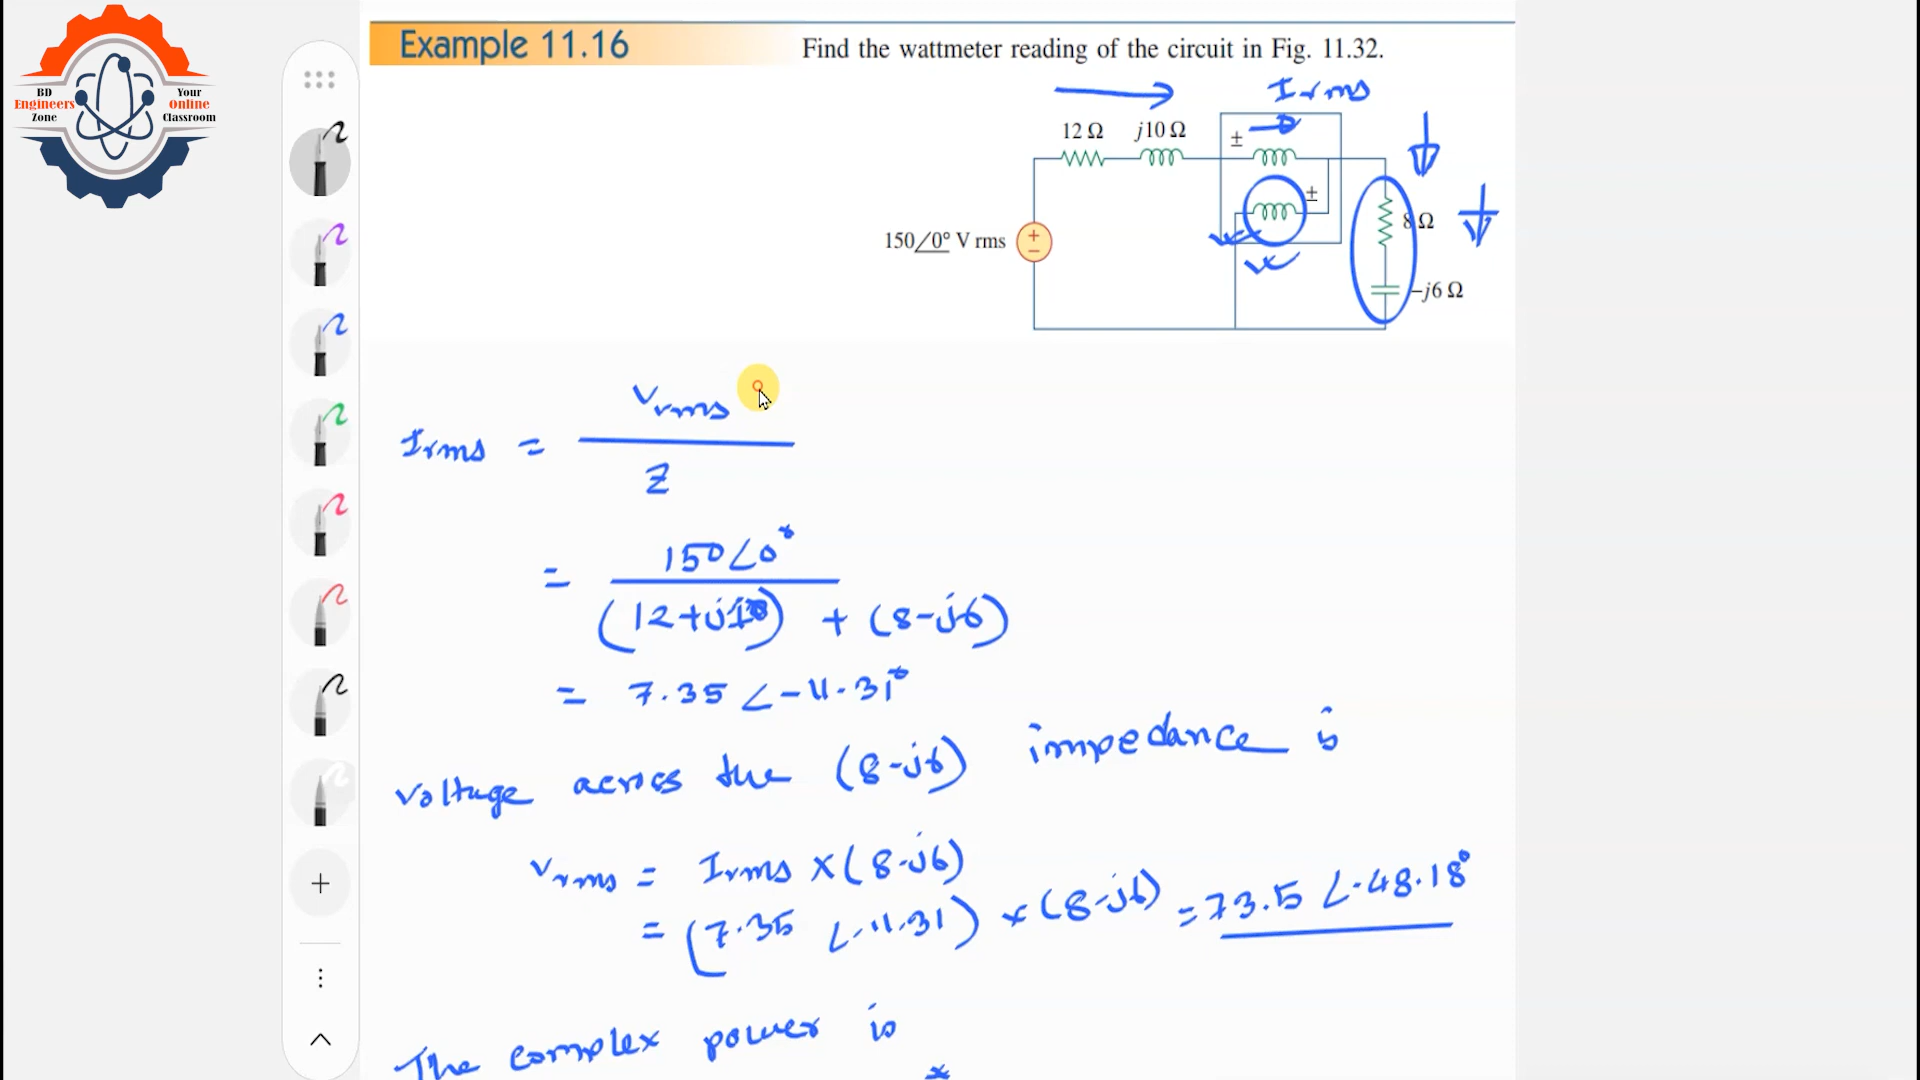 BD
Engineers
Zone
Your
Online
Classroom
Example 11.16 Find the wattmeter reading of the circuit in Fig. 11.32.
Irms
12 Ω j10 Ω ±
±
8 Ω
150∠0° V rms + −
−j6 Ω
Irms = Vrms / Z
= 150∠0° / (12+j10) + (8-j6)
= 7.35 ∠-11.31°
Voltage across the (8-j6) impedance is
Vrms = Irms × (8-j6)
= (7.35 ∠-11.31) × (8-j6) = 73.5 ∠-48.18°
The complex power is
*